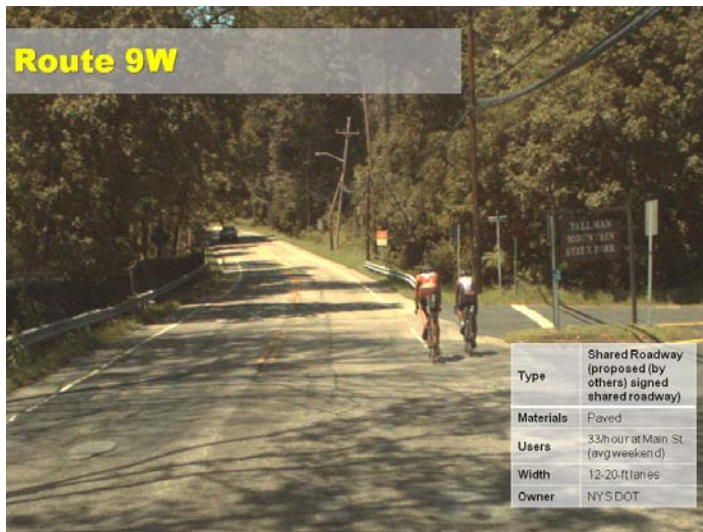 Route 9W
TALLMAN
MOUNTAIN
STATE PARK
Type
Shared Roadway
(proposed (by
others) signed
shared roadway)
Materials
Paved
Users
33/hour at Main St.
(avg weekend)
Width
12-20-ft lanes
Owner
NYS DOT